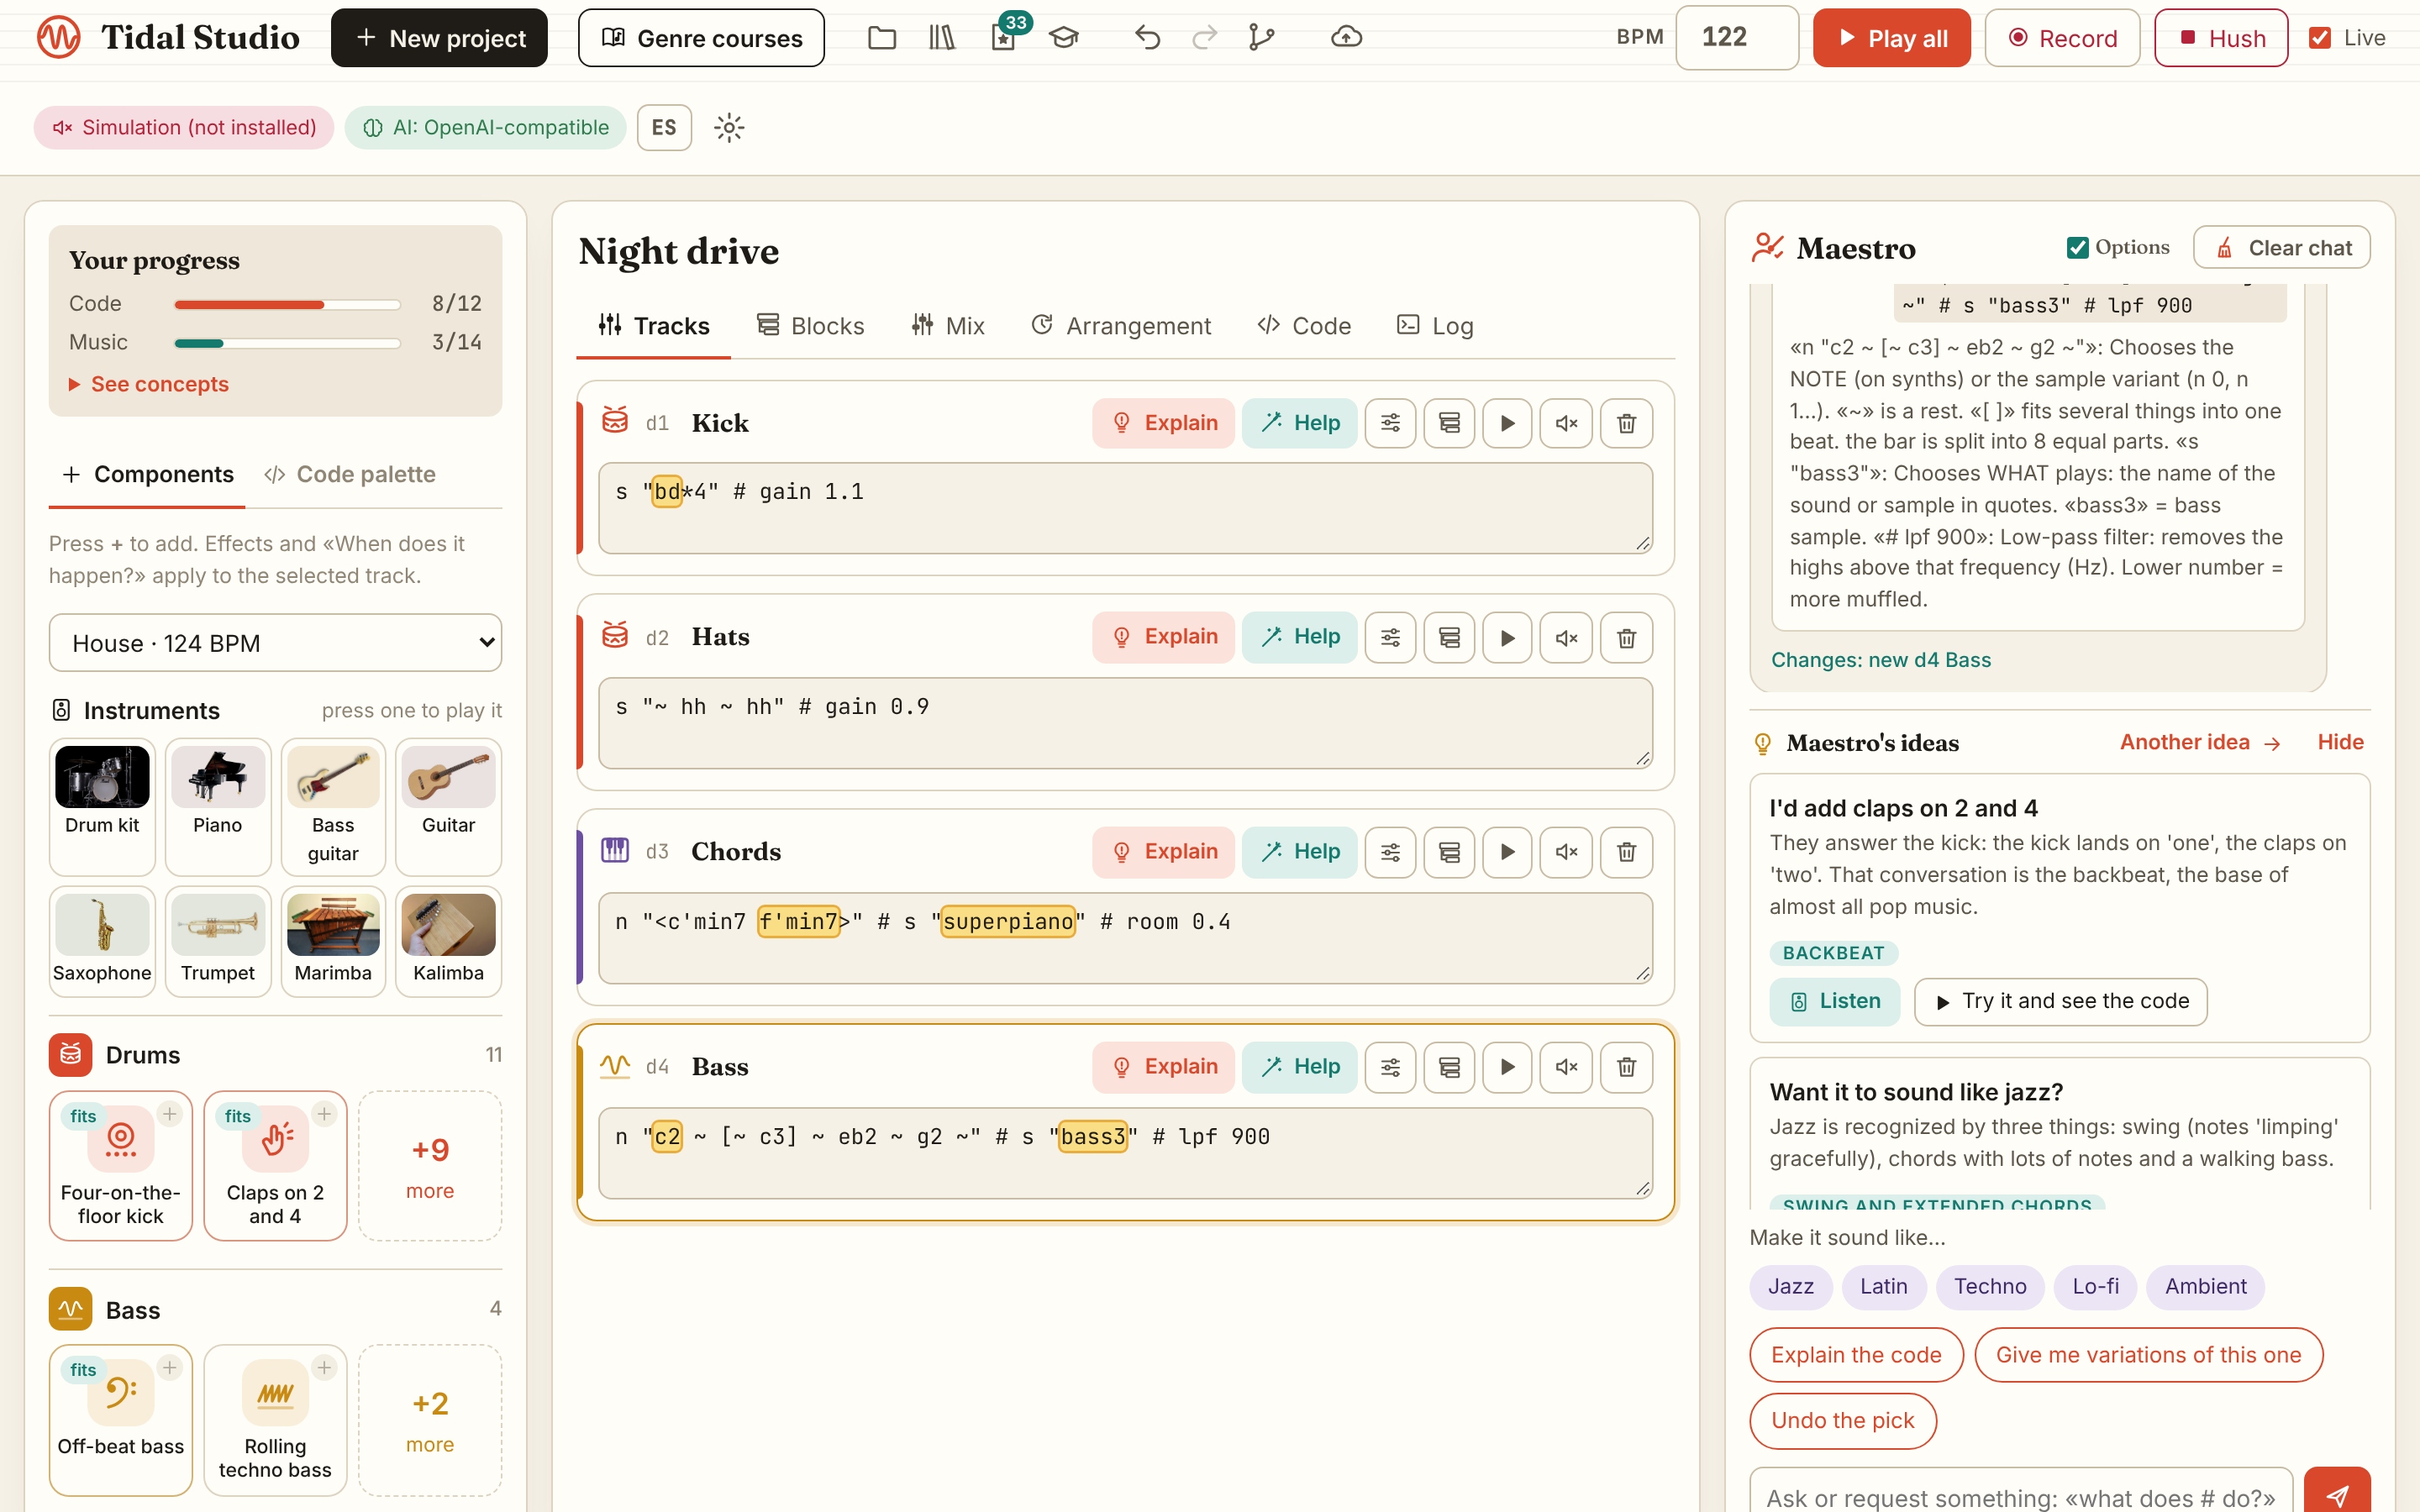 Tidal Studio
New project
Genre courses
33
BPM
122
Play all
Record
Hush
Live
Simulation (not installed)
AI: OpenAI-compatible
ES
Your progress
Code
8/12
Music
3/14
See concepts
Components
Code palette
Press + to add. Effects and «When does it
happen?» apply to the selected track.
House · 124 BPM
Instruments
press one to play it
Drum kit
Piano
Bass
guitar
Guitar
Saxophone
Trumpet
Marimba
Kalimba
Drums
11
fits
Four-on-the-
floor kick
fits
Claps on 2
and 4
+9
more
Bass
4
fits
Off-beat bass
Rolling
techno bass
+2
more
Night drive
Tracks
Blocks
Mix
Arrangement
Code
Log
d1 Kick
Explain
Help
s "bd*4" # gain 1.1
d2 Hats
Explain
Help
s "~ hh ~ hh" # gain 0.9
d3 Chords
Explain
Help
n "<c'min7 f'min7>" # s "superpiano" # room 0.4
d4 Bass
Explain
Help
n "c2 ~ [~ c3] ~ eb2 ~ g2 ~" # s "bass3" # lpf 900
Maestro
Options
Clear chat
~" # s "bass3" # lpf 900
«n "c2 ~ [~ c3] ~ eb2 ~ g2 ~"»: Chooses the
NOTE (on synths) or the sample variant (n 0, n
1…). «~» is a rest. «[ ]» fits several things into one
beat. the bar is split into 8 equal parts. «s
"bass3"»: Chooses WHAT plays: the name of the
sound or sample in quotes. «bass3» = bass
sample. «# lpf 900»: Low-pass filter: removes the
highs above that frequency (Hz). Lower number =
more muffled.
Changes: new d4 Bass
Maestro's ideas
Another idea →
Hide
I'd add claps on 2 and 4
They answer the kick: the kick lands on 'one', the claps on
'two'. That conversation is the backbeat, the base of
almost all pop music.
BACKBEAT
Listen
Try it and see the code
Want it to sound like jazz?
Jazz is recognized by three things: swing (notes 'limping'
gracefully), chords with lots of notes and a walking bass.
SWING AND EXTENDED CHORDS
Make it sound like...
Jazz
Latin
Techno
Lo-fi
Ambient
Explain the code
Give me variations of this one
Undo the pick
Ask or request something: «what does # do?»